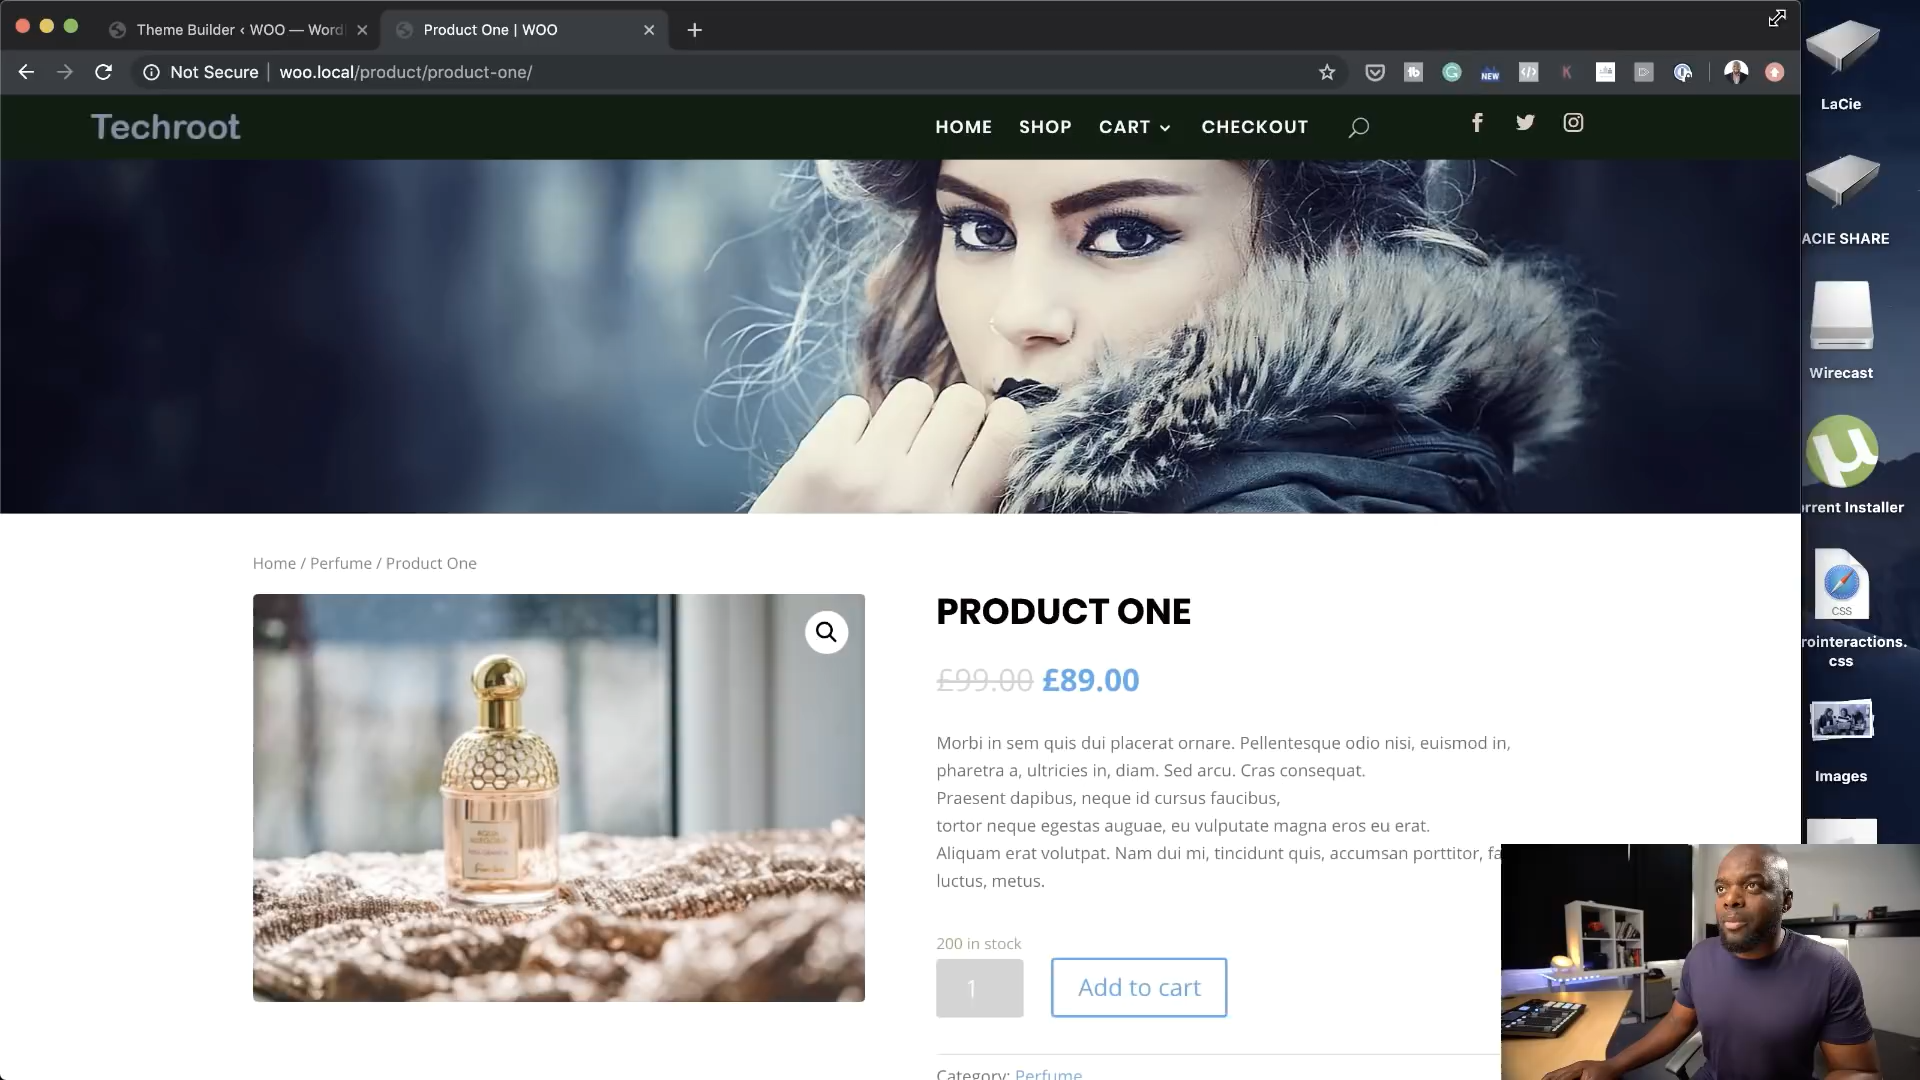 Theme Builder ‹ WOO — Word
Product One | WOO
Not Secure
woo.local/product/product-one/
NEW
K
Techroot
HOME
SHOP
CART
CHECKOUT
LaCie
ACIE SHARE
Wirecast
rrent Installer
CSS
rointeractions.
css
Images
Home / Perfume / Product One
PRODUCT ONE
£99.00 £89.00
Morbi in sem quis dui placerat ornare. Pellentesque odio nisi, euismod in,
pharetra a, ultricies in, diam. Sed arcu. Cras consequat.
Praesent dapibus, neque id cursus faucibus,
tortor neque egestas auguae, eu vulputate magna eros eu erat.
Aliquam erat volutpat. Nam dui mi, tincidunt quis, accumsan porttitor, fa
luctus, metus.
200 in stock
1
Add to cart
Category: Perfume
AQUA